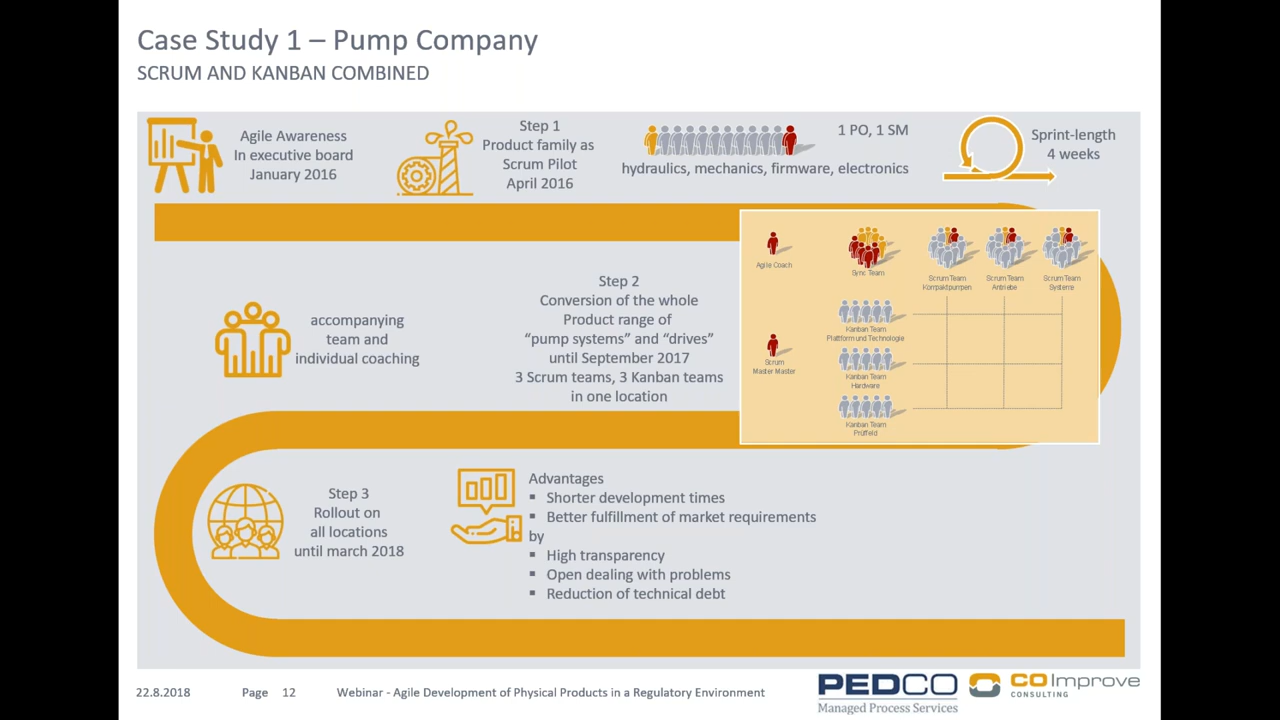 Case Study 1 – Pump Company
SCRUM AND KANBAN COMBINED
Agile Awareness
In executive board
January 2016
Step 1
Product family as
Scrum Pilot
April 2016
1 PO, 1 SM
hydraulics, mechanics, firmware, electronics
Sprint-length
4 weeks
accompanying
team and
individual coaching
Step 2
Conversion of the whole
Product range of
“pump systems” and “drives”
until September 2017
3 Scrum teams, 3 Kanban teams
in one location
Agile Coach
Sync Team
Scrum Team
Kompaktpumpen
Scrum Team
Antriebe
Scrum Team
Systeme
Kanban Team
Plattform und Technologie
Scrum
Master Master
Kanban Team
Hardware
Kanban Team
Prüffeld
Step 3
Rollout on
all locations
until march 2018
Advantages
▪ Shorter development times
▪ Better fulfillment of market requirements
by
▪ High transparency
▪ Open dealing with problems
▪ Reduction of technical debt
22.8.2018 Page 12 Webinar - Agile Development of Physical Products in a Regulatory Environment
PEDCO
Managed Process Services
COImprove
CONSULTING